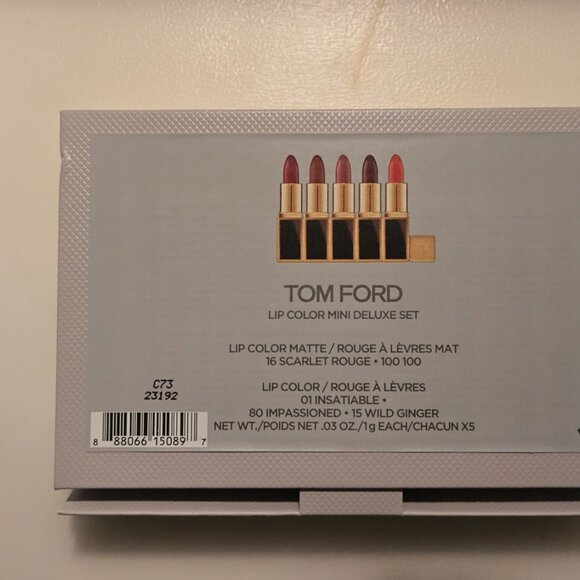 TOM FORD
LIP COLOR MINI DELUXE SET
LIP COLOR MATTE / ROUGE À LÈVRES MAT
16 SCARLET ROUGE • 100 100
LIP COLOR / ROUGE À LÈVRES
01 INSATIABLE •
80 IMPASSIONED • 15 WILD GINGER
NET WT./POIDS NET .03 OZ./1g EACH/CHACUN X5
C73
23192
8 88066 15089 7